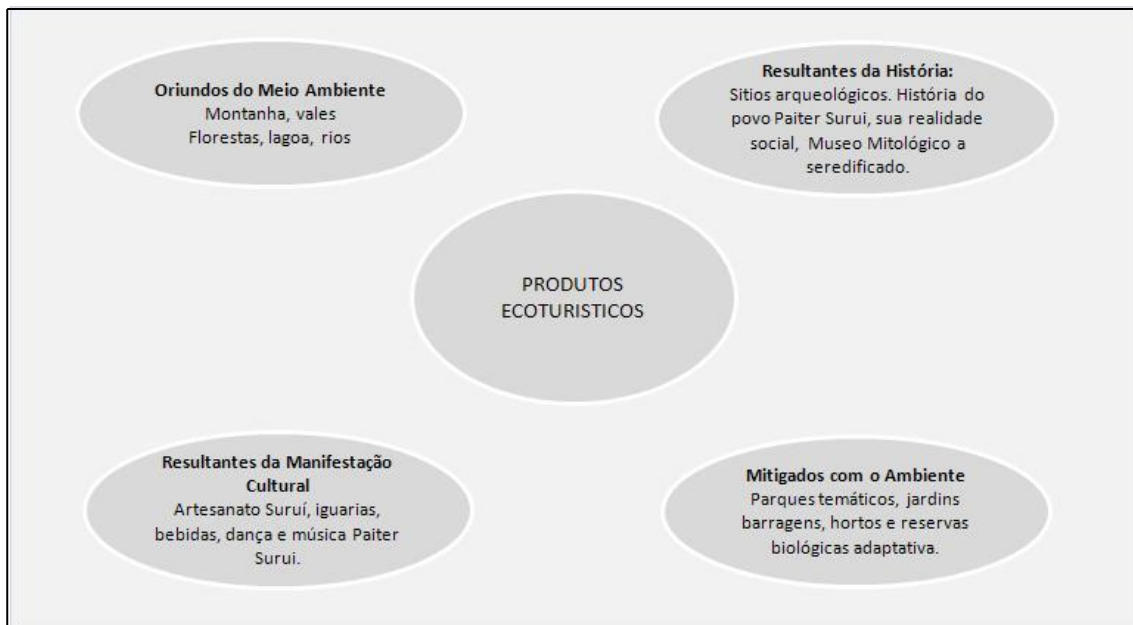 Oriundos do Meio Ambiente
Montanha, vales
Florestas, lagoa, rios
Resultantes da História:
Sitios arqueológicos. História do
povo Paiter Surui, sua realidade
social, Museo Mitológico a
seredificado.
PRODUTOS
ECOTURISTICOS
Resultantes da Manifestação
Cultural
Artesanato Suruí, iguarias,
bebidas, dança e música Paiter
Surui.
Mitigados com o Ambiente
Parques temáticos, jardins
barragens, hortos e reservas
biológicas adaptativa.